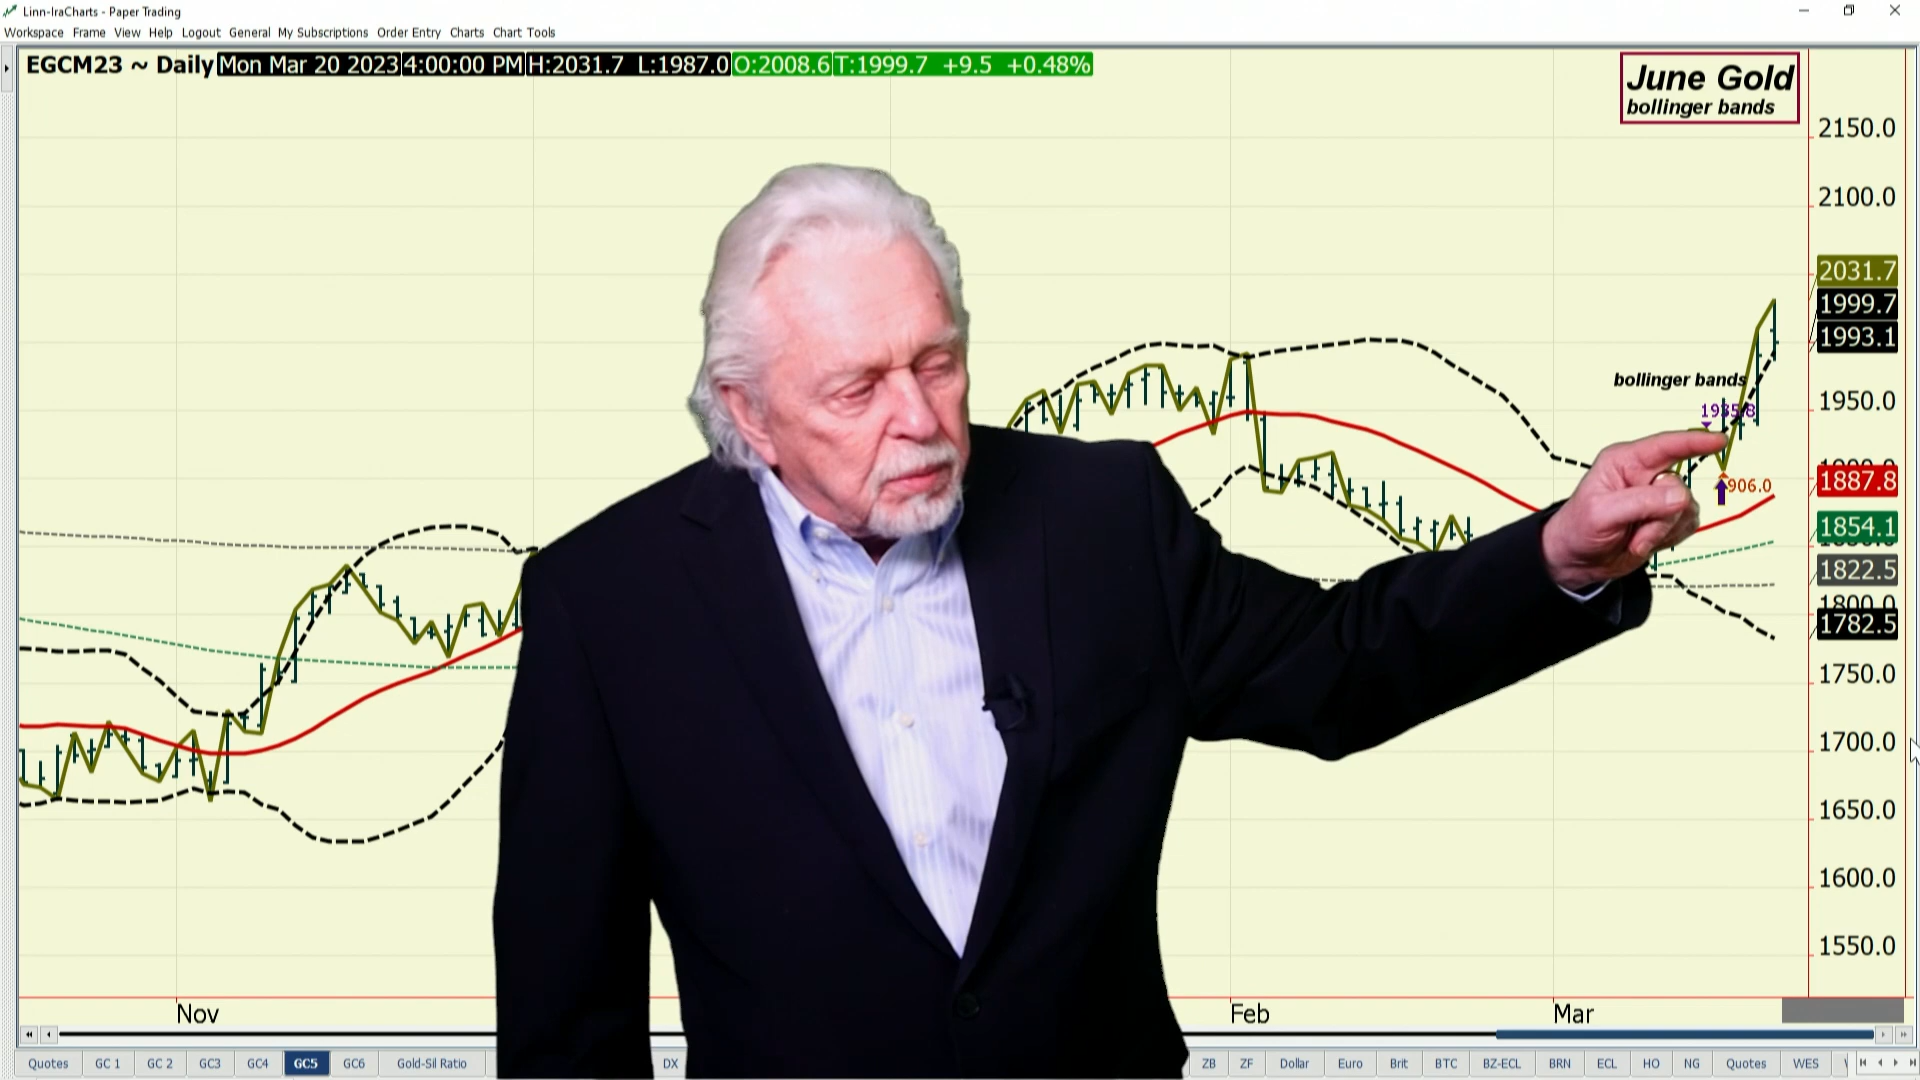 Linn-IraCharts - Paper Trading
Workspace Frame View Help Logout General My Subscriptions Order Entry Charts Chart Tools
EGCM23 ~ Daily Mon Mar 20 2023 4:00:00 PM H:2031.7 L:1987.0 O:2008.6 T:1999.7 +9.5 +0.48%
June Gold
bollinger bands
2150.0
2100.0
2031.7
1999.7
1993.1
bollinger bands
1950.0
1935.8
1887.8
906.0
1854.1
1822.5
1800.0
1782.5
1750.0
1700.0
1650.0
1600.0
1550.0
Nov Feb Mar
Quotes GC 1 GC 2 GC3 GC4 GC5 GC6 Gold-Sil Ratio DX ZB ZF Dollar Euro Brit BTC BZ-ECL BRN ECL HO NG Quotes WES